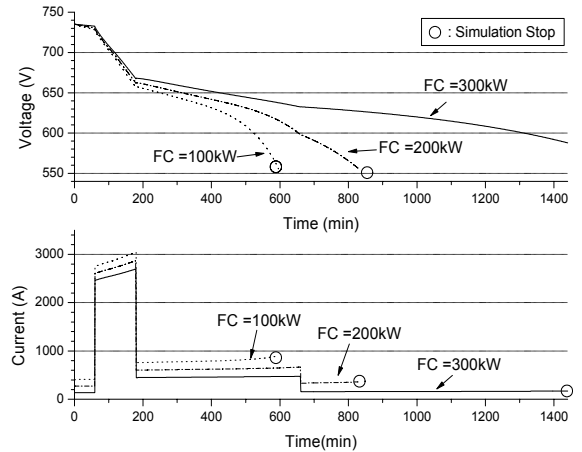 750
○ : Simulation Stop
700
Voltage (V)
650
FC =300kW
600
FC =100kW
FC =200kW
550
0 200 400 600 800 1000 1200 1400
Time (min)
3000
Current (A)
2000
FC =100kW
1000
FC =200kW
FC =300kW
0
0 200 400 600 800 1000 1200 1400
Time(min)